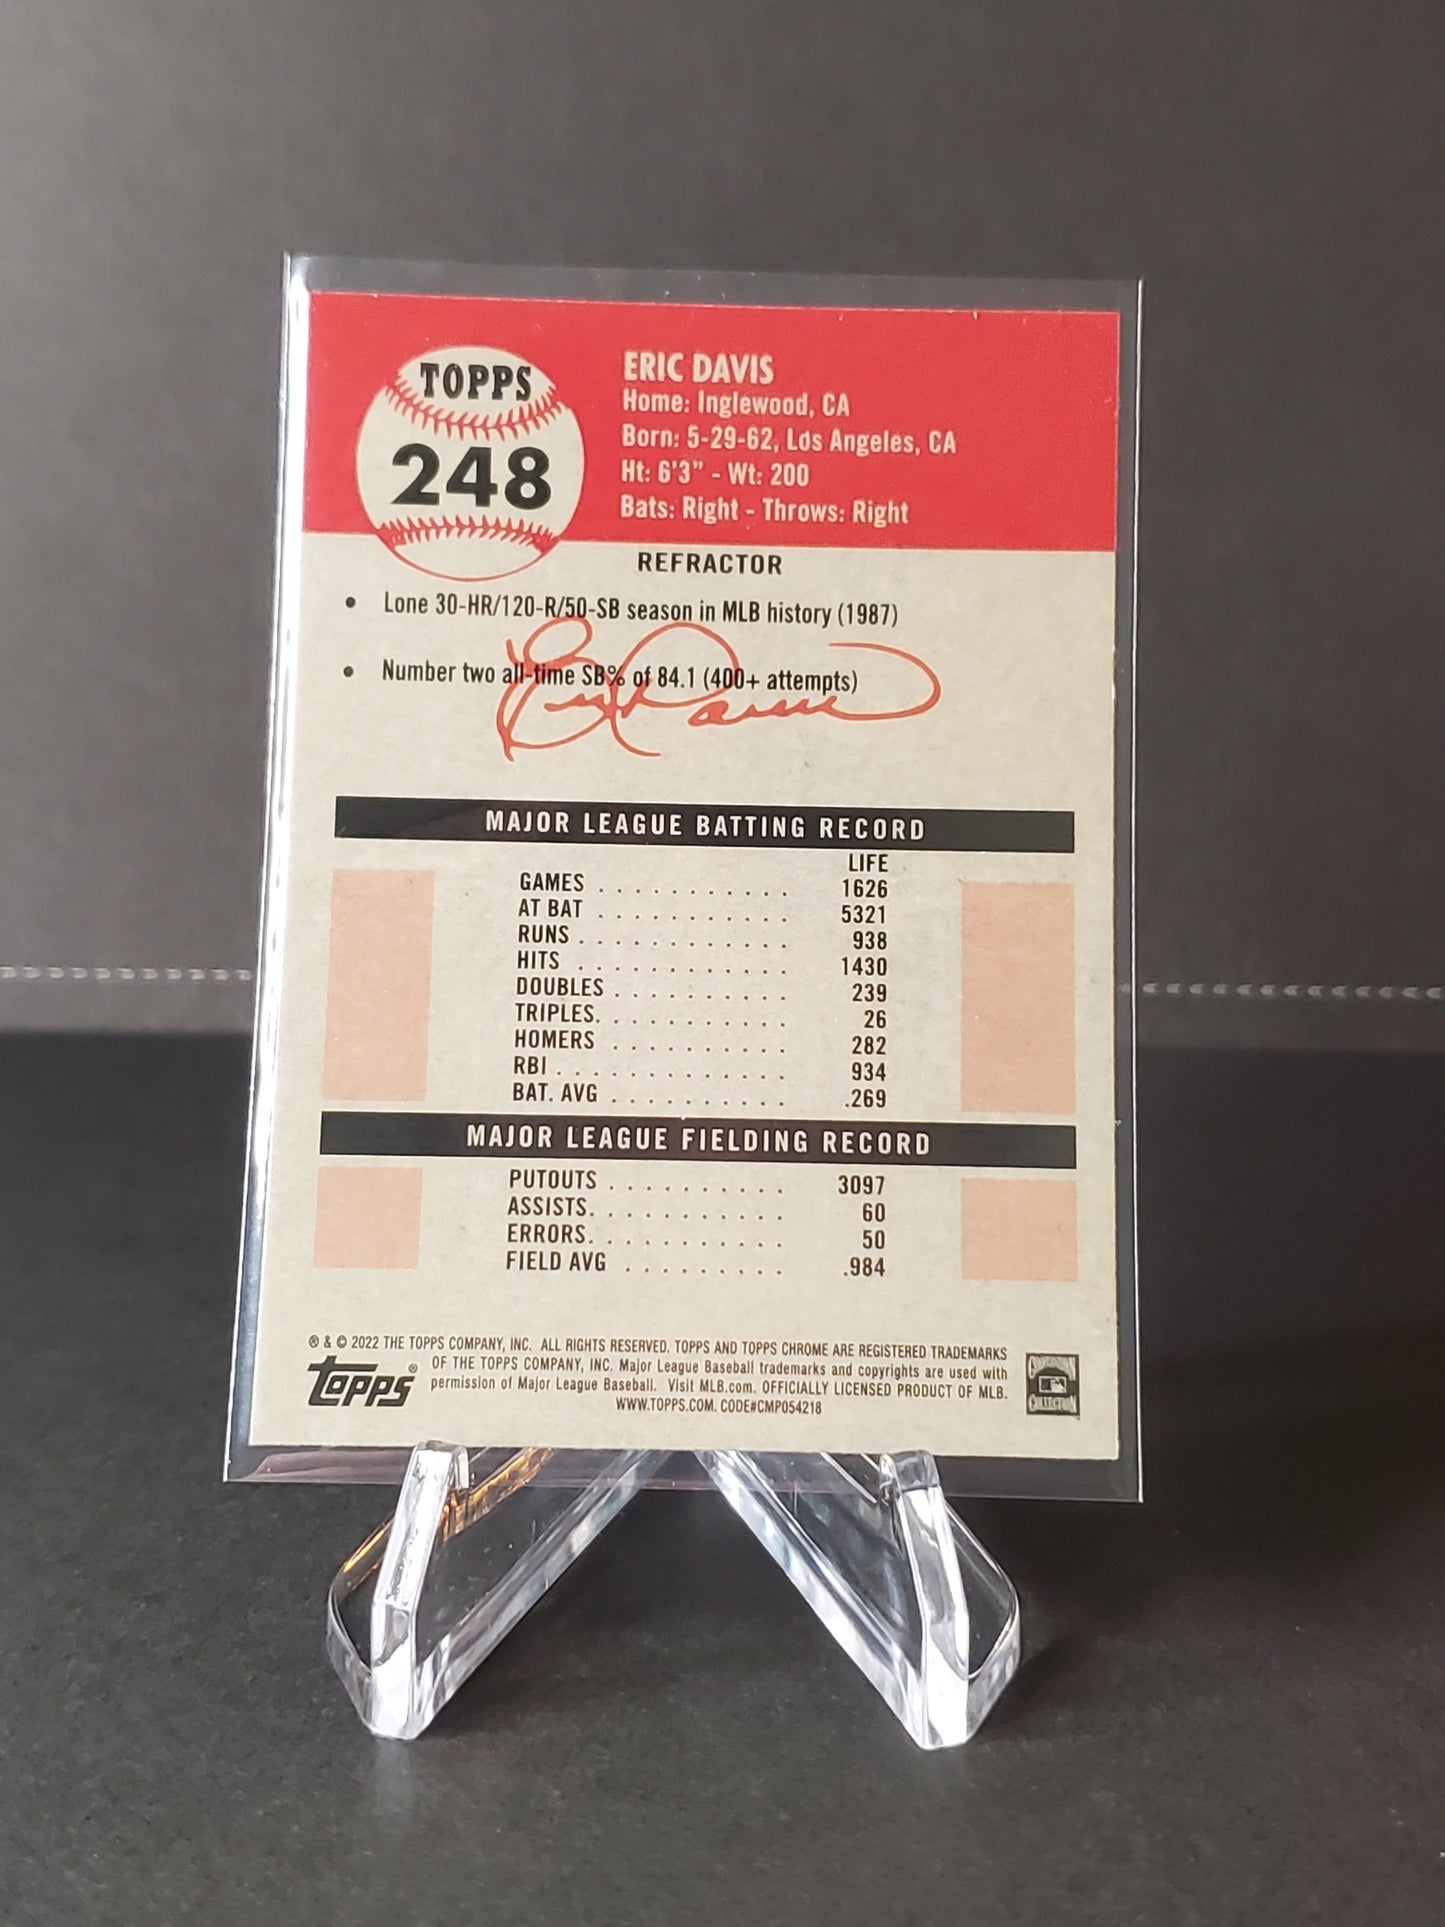 TOPPS
248
ERIC DAVIS
Home: Inglewood, CA
Born: 5-29-62, Los Angeles, CA
Ht: 6'3" - Wt: 200
Bats: Right - Throws: Right
REFRACTOR
• Lone 30-HR/120-R/50-SB season in MLB history (1987)
• Number two all-time SB% of 84.1 (400+ attempts)
Eric Davis
MAJOR LEAGUE BATTING RECORD
LIFE
GAMES . . . . . . . . . . . 1626
AT BAT . . . . . . . . . . . 5321
RUNS . . . . . . . . . . . . 938
HITS . . . . . . . . . . . . 1430
DOUBLES . . . . . . . . . . 239
TRIPLES. . . . . . . . . . . 26
HOMERS . . . . . . . . . . 282
RBI . . . . . . . . . . . . . 934
BAT. AVG . . . . . . . . . . .269
MAJOR LEAGUE FIELDING RECORD
PUTOUTS . . . . . . . . . . 3097
ASSISTS. . . . . . . . . . . 60
ERRORS. . . . . . . . . . . 50
FIELD AVG . . . . . . . . . .984
® & © 2022 THE TOPPS COMPANY, INC. ALL RIGHTS RESERVED. TOPPS AND TOPPS CHROME ARE REGISTERED TRADEMARKS
OF THE TOPPS COMPANY, INC. Major League Baseball trademarks and copyrights are used with
permission of Major League Baseball. Visit MLB.com. OFFICIALLY LICENSED PRODUCT OF MLB.
WWW.TOPPS.COM. CODE#CMP054218
topps®
COOPERSTOWN
COLLECTION